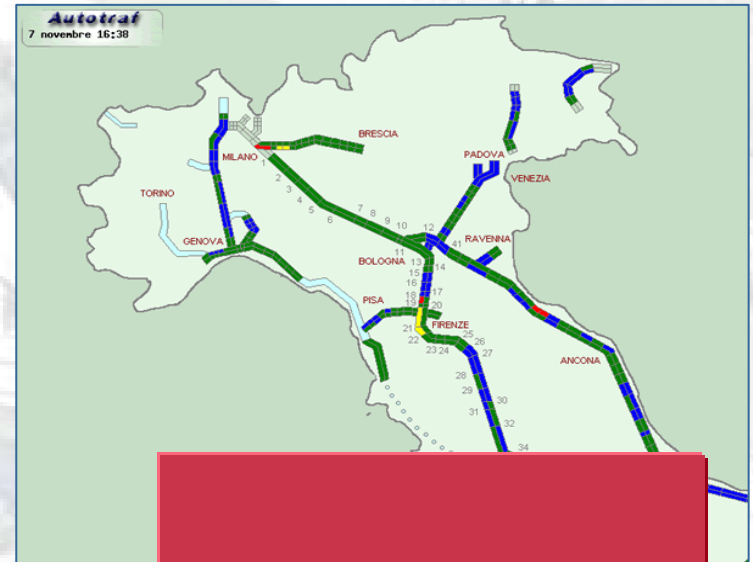 Autotraf
7 novembre 16:38
BRESCIA
MILANO
PADOVA
1
VENEZIA
2
3
TORINO
4
5
6
7
8
9
10
12
GENOVA
11
41
RAVENNA
BOLOGNA
13
14
15
16
17
18
PISA
19
20
21
FIRENZE
22
25
23 24
26
27
ANCONA
28
29
30
31
32
34